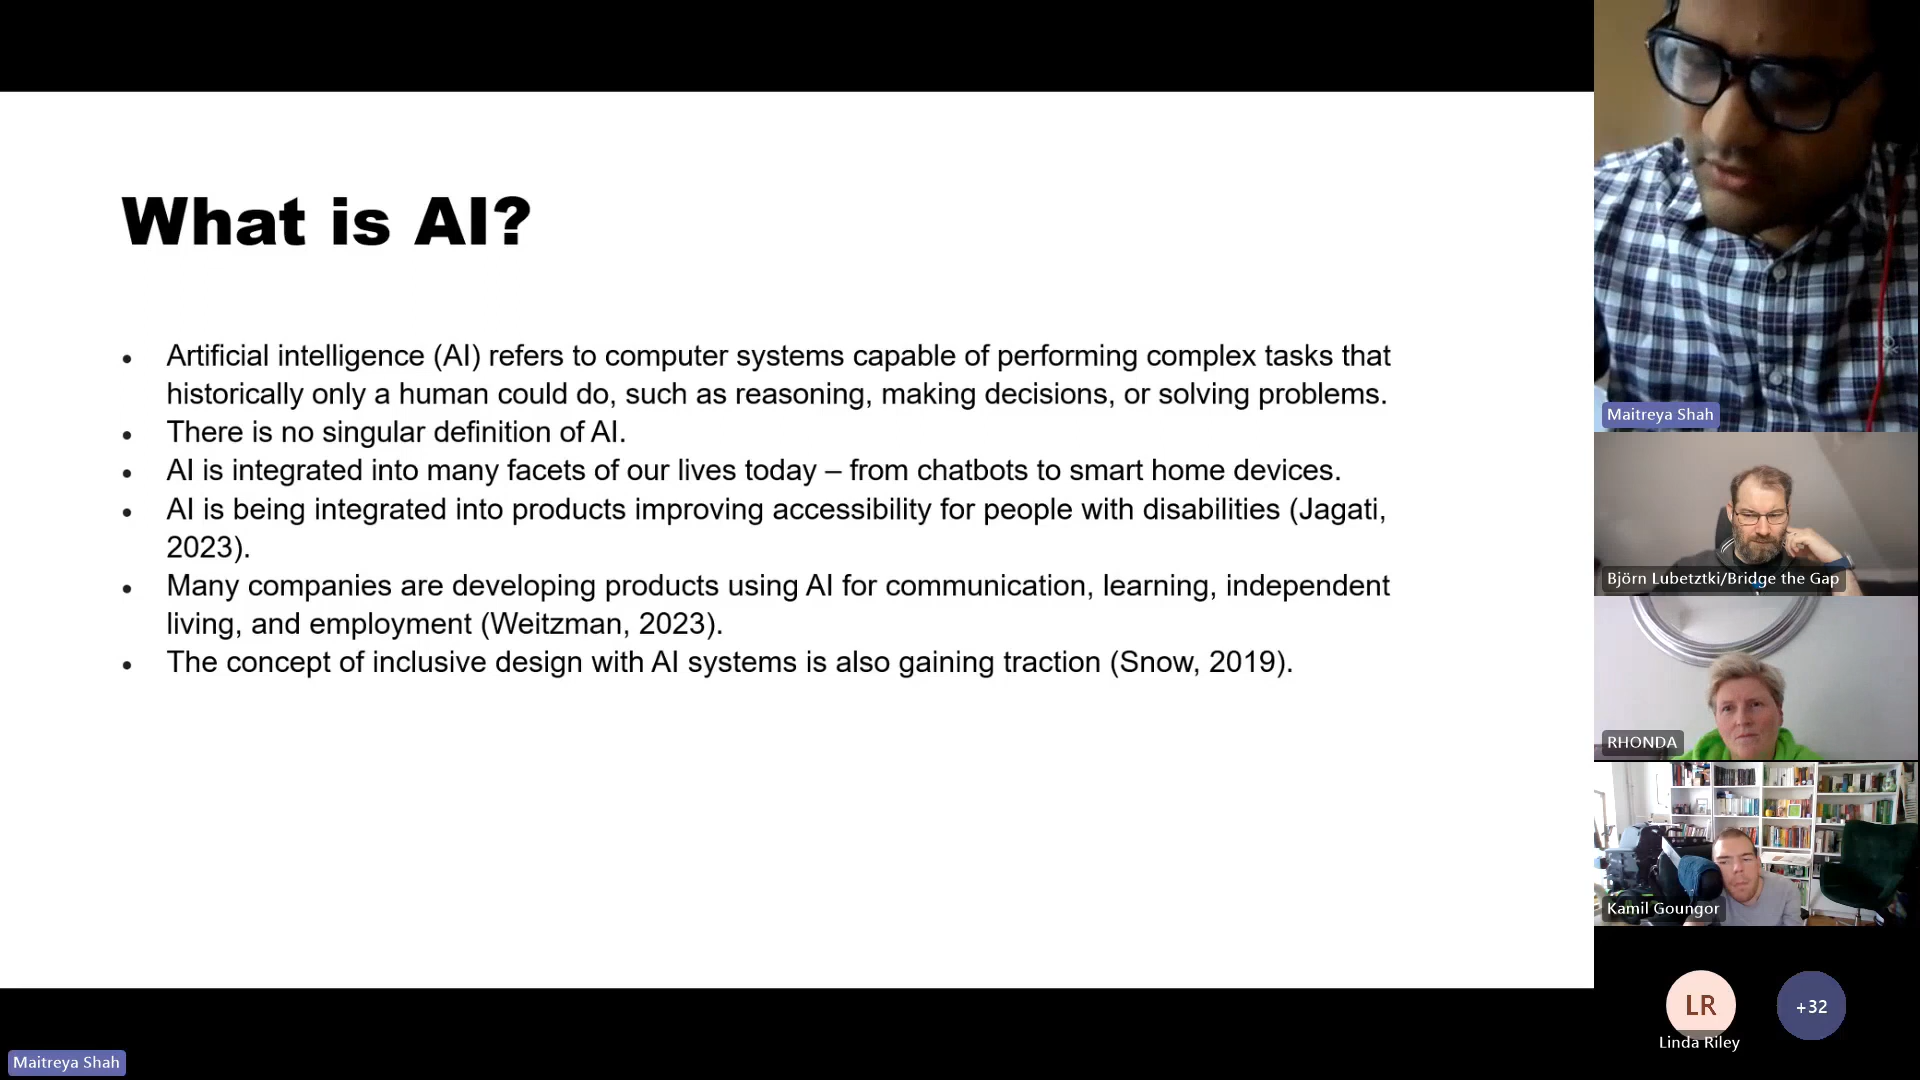 What is AI?
• Artificial intelligence (AI) refers to computer systems capable of performing complex tasks that
historically only a human could do, such as reasoning, making decisions, or solving problems.
• There is no singular definition of AI.
• AI is integrated into many facets of our lives today – from chatbots to smart home devices.
• AI is being integrated into products improving accessibility for people with disabilities (Jagati,
2023).
• Many companies are developing products using AI for communication, learning, independent
living, and employment (Weitzman, 2023).
• The concept of inclusive design with AI systems is also gaining traction (Snow, 2019).
Maitreya Shah
Björn Lubetztki/Bridge the Gap
RHONDA
Kamil Goungor
LR
Linda Riley
+32
Maitreya Shah